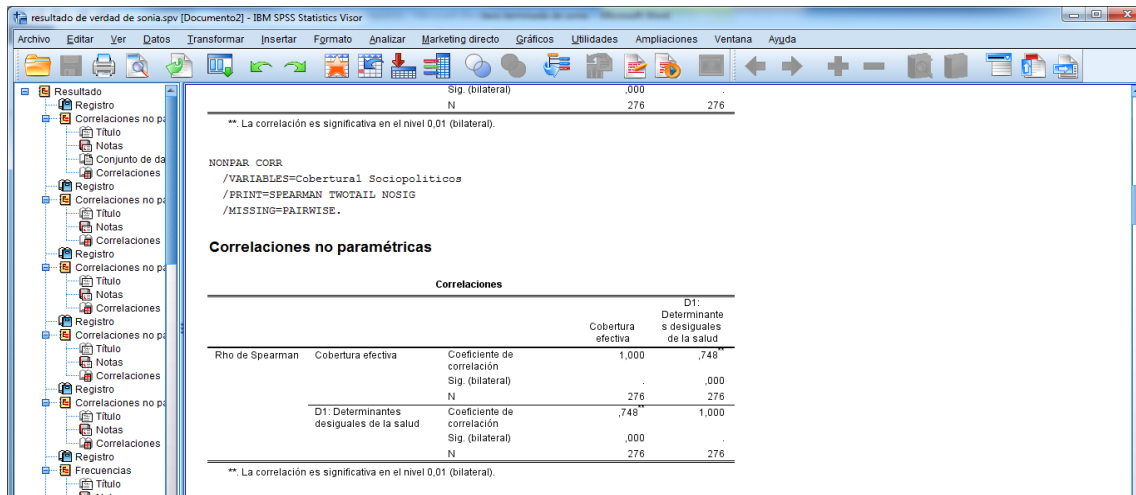 resultado de verdad de sonia.spv [Documento2] - IBM SPSS Statistics Visor
Archivo Editar Ver Datos Transformar Insertar Formato Analizar Marketing directo Gráficos Utilidades Ampliaciones Ventana Ayuda
Resultado
Registro
Correlaciones no pa
Título
Notas
Conjunto de da
Correlaciones
Registro
Correlaciones no pa
Título
Notas
Correlaciones
Registro
Correlaciones no pa
Título
Notas
Correlaciones
Registro
Correlaciones no pa
Título
Notas
Correlaciones
Registro
Correlaciones no pa
Título
Notas
Correlaciones
Registro
Frecuencias
Título
Sig. (bilateral) ,000 .
N 276 276
**. La correlación es significativa en el nivel 0,01 (bilateral).
NONPAR CORR
/VARIABLES=Cobertural Sociopoliticos
/PRINT=SPEARMAN TWOTAIL NOSIG
/MISSING=PAIRWISE.
Correlaciones no paramétricas
Correlaciones
Cobertura
efectiva
D1:
Determinante
s desiguales
de la salud
Rho de Spearman Cobertura efectiva Coeficiente de
correlación 1,000 ,748**
Sig. (bilateral) . ,000
N 276 276
D1: Determinantes
desiguales de la salud Coeficiente de
correlación ,748** 1,000
Sig. (bilateral) ,000 .
N 276 276
**. La correlación es significativa en el nivel 0,01 (bilateral).